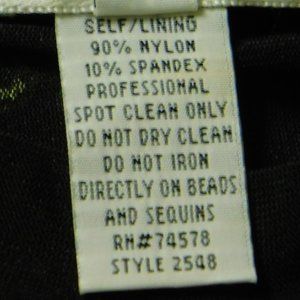 SELF/LINING
90% NYLON
10% SPANDEX
PROFESSIONAL
SPOT CLEAN ONLY
DO NOT DRY CLEAN
DO NOT IRON
DIRECTLY ON BEADS
AND SEQUINS
RN#74578
STYLE 2548